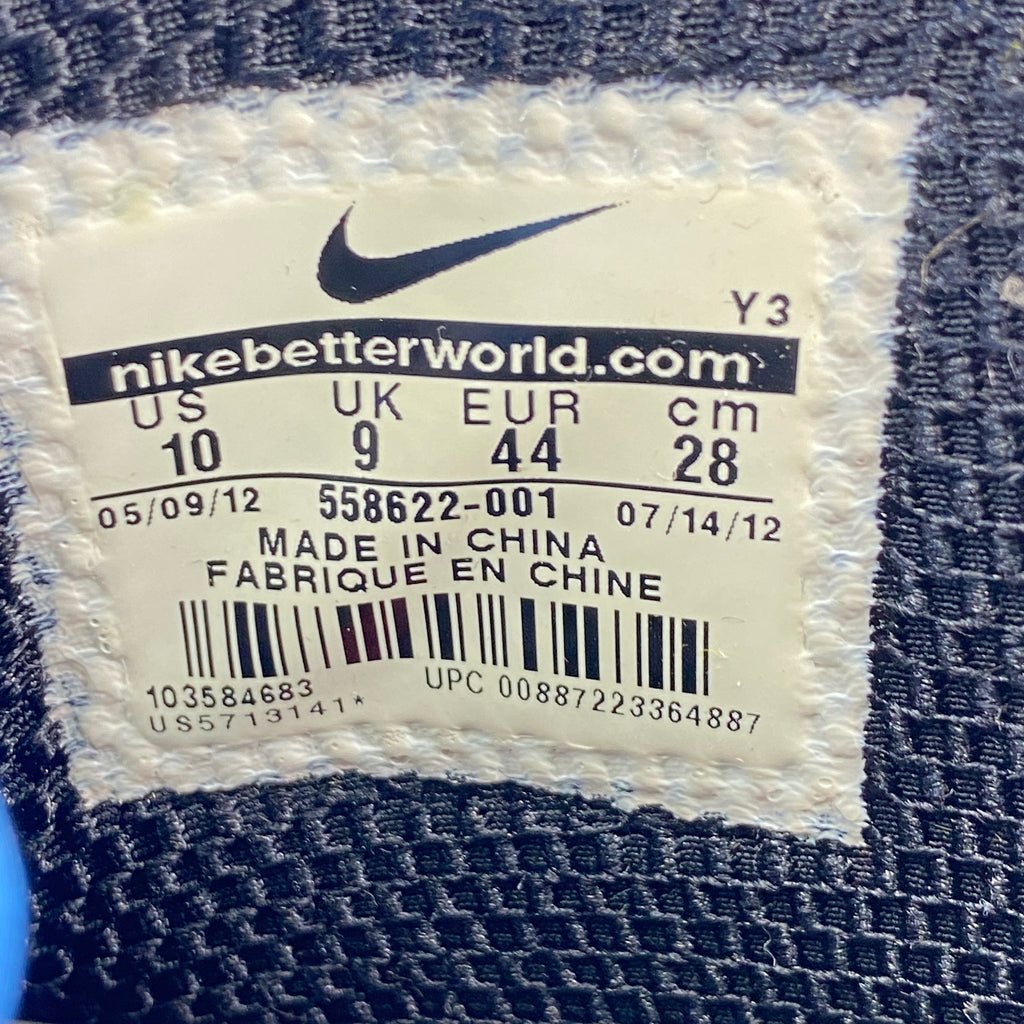 Y3
nikebetterworld.com
US UK EUR cm
10 9 44 28
05/09/12 558622-001 07/14/12
MADE IN CHINA
FABRIQUE EN CHINE
103584683 UPC 00887223364887
US5713141*